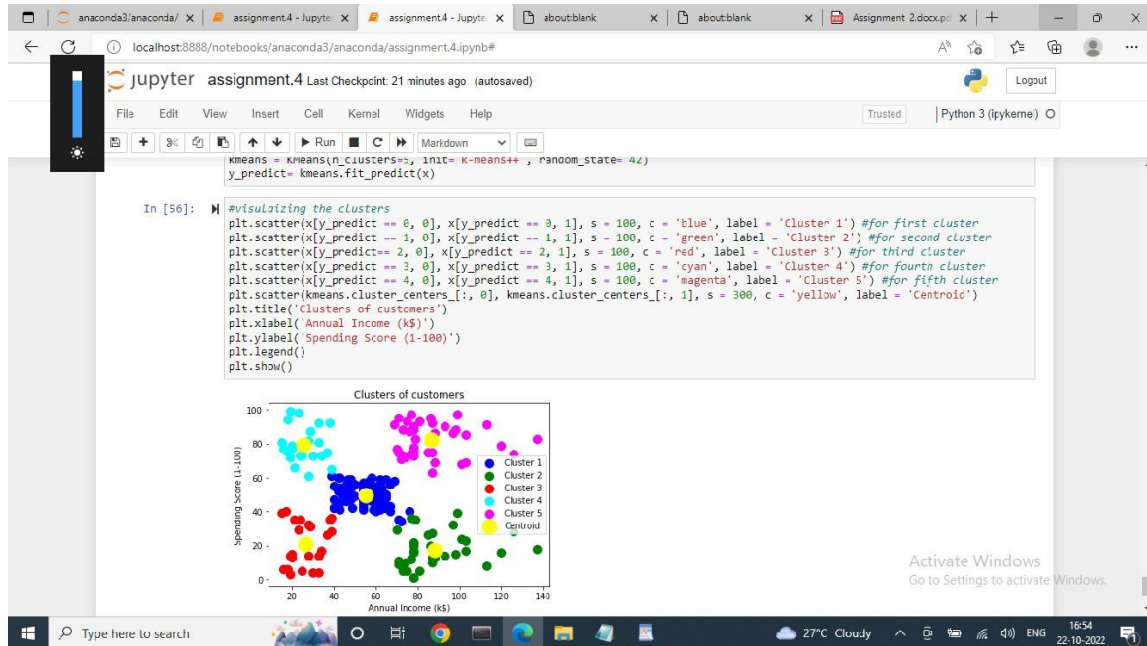 anaconda3/anaconda/
assignment.4 - Jupyte
assignment.4 - Jupyte
about:blank
about:blank
Assignment 2.docx.pd
localhost:8888/notebooks/anaconda3/anaconda/assignment.4.ipynb#
jupyter assignment.4 Last Checkpoint: 21 minutes ago (autosaved)
Logout
File Edit View Insert Cell Kernel Widgets Help
Trusted Python 3 (ipykernel)
Run Markdown
kmeans = KMeans(n_clusters=5, init= k-means++ , random_state= 42)
y_predict= kmeans.fit_predict(x)
In [56]:
#visulaizing the clusters
plt.scatter(x[y_predict == 0, 0], x[y_predict == 0, 1], s = 100, c = 'blue', label = 'Cluster 1') #for first cluster
plt.scatter(x[y_predict == 1, 0], x[y_predict == 1, 1], s = 100, c = 'green', label = 'Cluster 2') #for second cluster
plt.scatter(x[y_predict== 2, 0], x[y_predict == 2, 1], s = 100, c = 'red', label = 'Cluster 3') #for third cluster
plt.scatter(x[y_predict == 3, 0], x[y_predict == 3, 1], s = 100, c = 'cyan', label = 'Cluster 4') #for fourth cluster
plt.scatter(x[y_predict == 4, 0], x[y_predict == 4, 1], s = 100, c = 'magenta', label = 'Cluster 5') #for fifth cluster
plt.scatter(kmeans.cluster_centers_[:, 0], kmeans.cluster_centers_[:, 1], s = 300, c = 'yellow', label = 'Centroid')
plt.title('Clusters of customers')
plt.xlabel('Annual Income (k$)')
plt.ylabel('Spending Score (1-100)')
plt.legend()
plt.show()
Clusters of customers
100
80
60
40
20
0
Spending Score (1-100)
Cluster 1
Cluster 2
Cluster 3
Cluster 4
Cluster 5
Centroid
20 40 60 80 100 120 140
Annual Income (k$)
Activate Windows
Go to Settings to activate Windows.
Type here to search
27°C Cloudy
ENG
16:54
22-10-2022
1